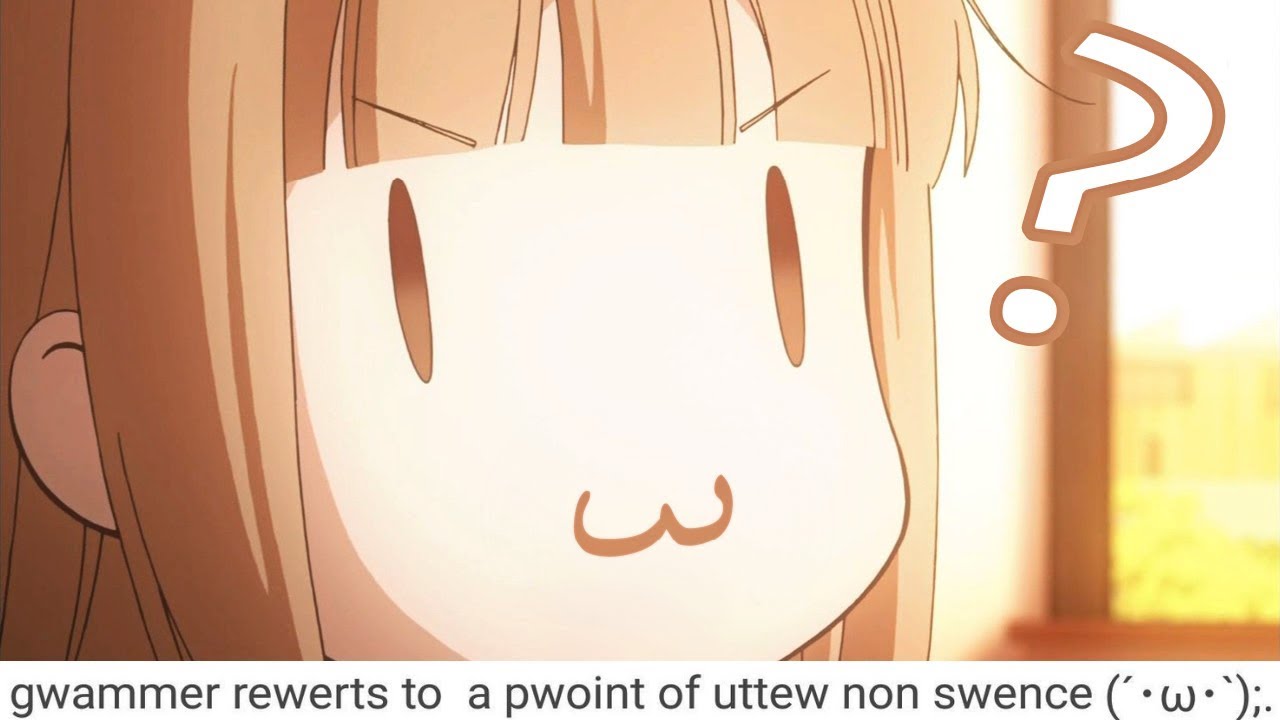 ?
gwammer rewerts to  a pwoint of uttew non swence (´･ω･`);.